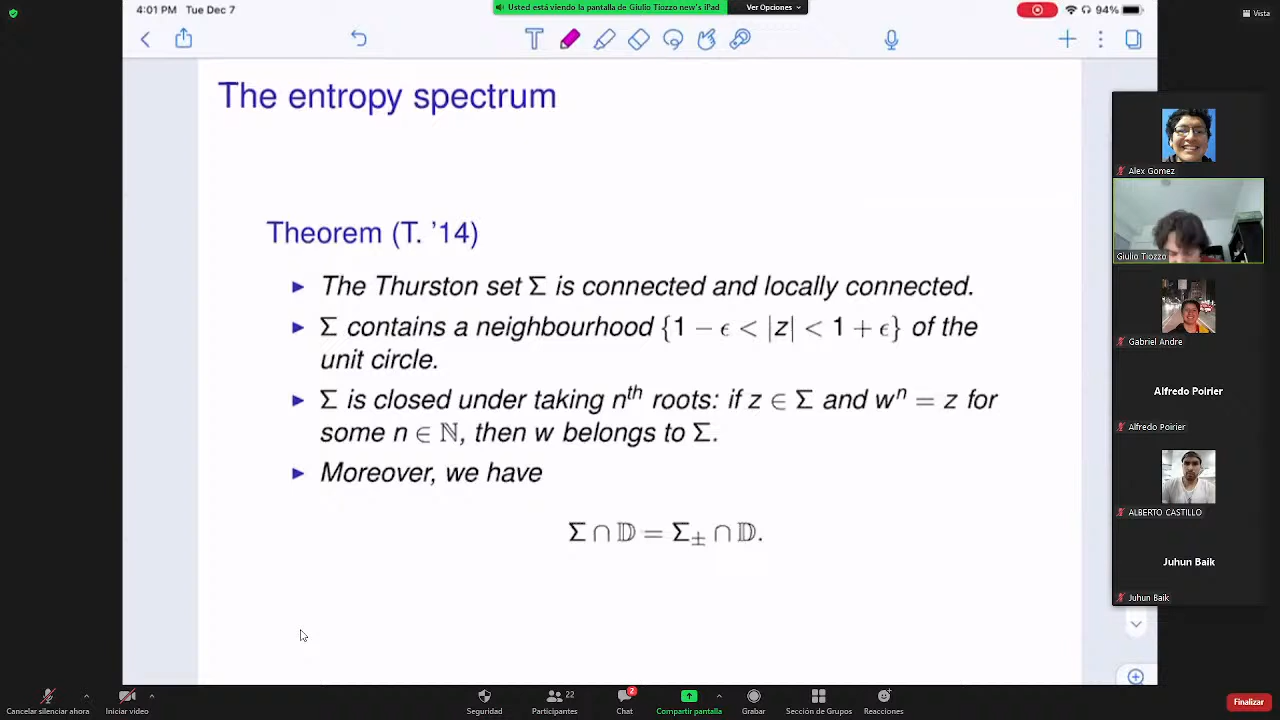 4:01 PM Tue Dec 7
Usted está viendo la pantalla de Giulio Tiozzo new's iPad
Ver Opciones
94%
Vista
The entropy spectrum
Theorem (T. '14)
▶ The Thurston set Σ is connected and locally connected.
▶ Σ contains a neighbourhood {1 − ϵ < |z| < 1 + ϵ} of the
unit circle.
▶ Σ is closed under taking nᵗʰ roots: if z ∈ Σ and wⁿ = z for
some n ∈ ℕ, then w belongs to Σ.
▶ Moreover, we have
Σ ∩ 𝔻 = Σ± ∩ 𝔻.
Alex Gomez
Giulio Tiozzo
Gabriel Andre
Alfredo Poirier
Alfredo Poirier
ALBERTO CASTILLO
Juhun Baik
Juhun Baik
Cancelar silenciar ahora
Iniciar video
Seguridad
22
Participantes
2
Chat
Compartir pantalla
Grabar
Sección de Grupos
Reacciones
Finalizar